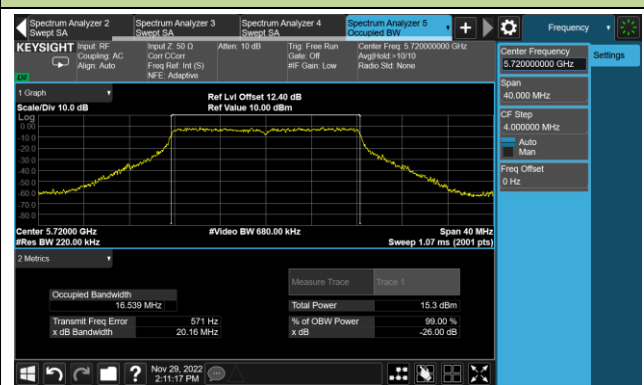 Spectrum Analyzer 2
Swept SA
Spectrum Analyzer 3
Swept SA
Spectrum Analyzer 4
Swept SA
Spectrum Analyzer 5
Occupied BW
+
Frequency
KEYSIGHT
Input: RF
Coupling: AC
Align: Auto
Input Z: 50 Ω
Corr CCorr
Freq Ref: Int (S)
NFE: Adaptive
Atten: 10 dB
Trig: Free Run
Gate: Off
#IF Gain: Low
Center Freq: 5.720000000 GHz
Avg|Hold:>10/10
Radio Std: None
Center Frequency
5.720000000 GHz
Settings
Span
40.000 MHz
CF Step
4.000000 MHz
Auto
Man
Freq Offset
0 Hz
1 Graph
Scale/Div 10.0 dB
Ref Lvl Offset 12.40 dB
Ref Value 10.00 dBm
Log
0.00
-10.0
-20.0
-30.0
-40.0
-50.0
-60.0
-70.0
-80.0
Center 5.72000 GHz
#Res BW 220.00 kHz
#Video BW 680.00 kHz
Span 40 MHz
Sweep 1.07 ms (2001 pts)
2 Metrics
Measure Trace
Trace 1
Occupied Bandwidth
16.539 MHz
Total Power
15.3 dBm
Transmit Freq Error
571 Hz
% of OBW Power
99.00 %
x dB Bandwidth
20.16 MHz
x dB
-26.00 dB
?
Nov 29, 2022
2:11:17 PM